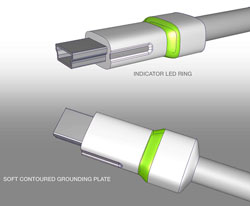 INDICATOR LED RING
SOFT CONTOURED GROUNDING PLATE